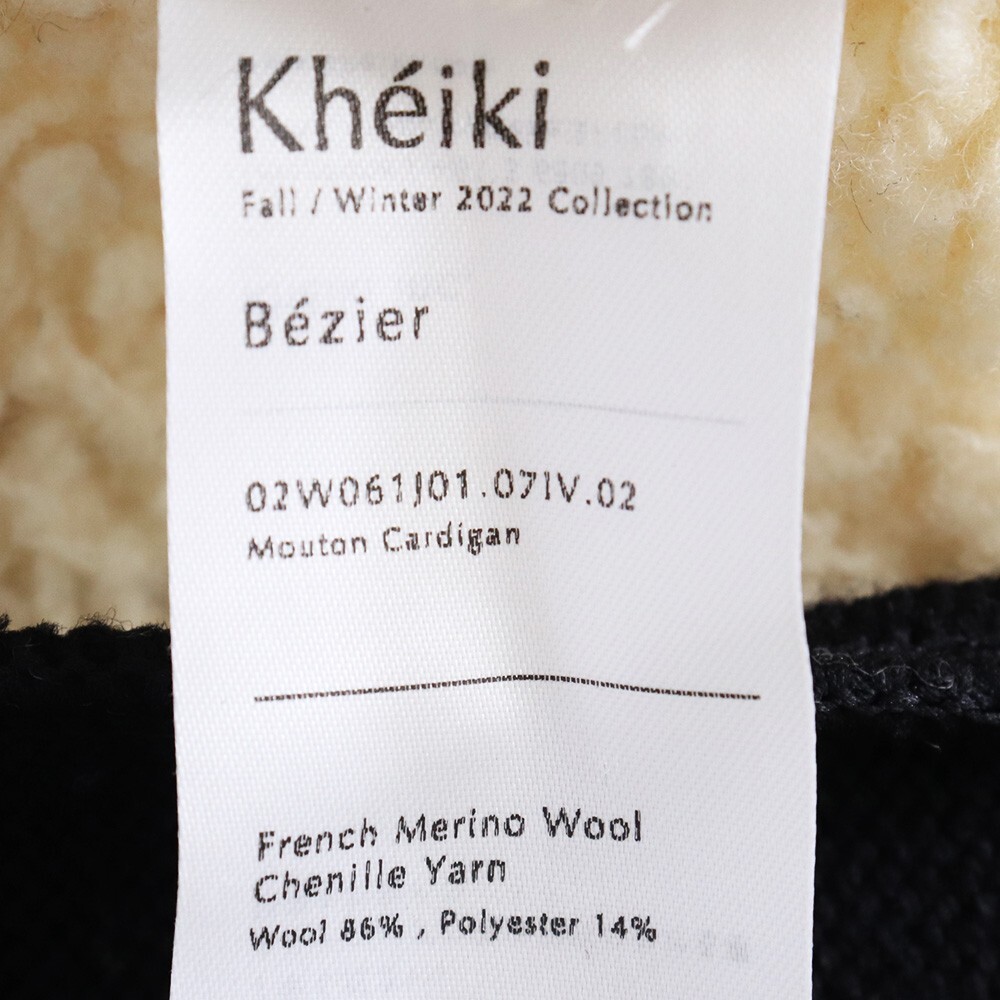 Khéiki
Fall / Winter 2022 Collection
Bézier
02W061J01.07IV.02
Mouton Cardigan
French Merino Wool
Chenille Yarn
Wool 86% , Polyester 14%